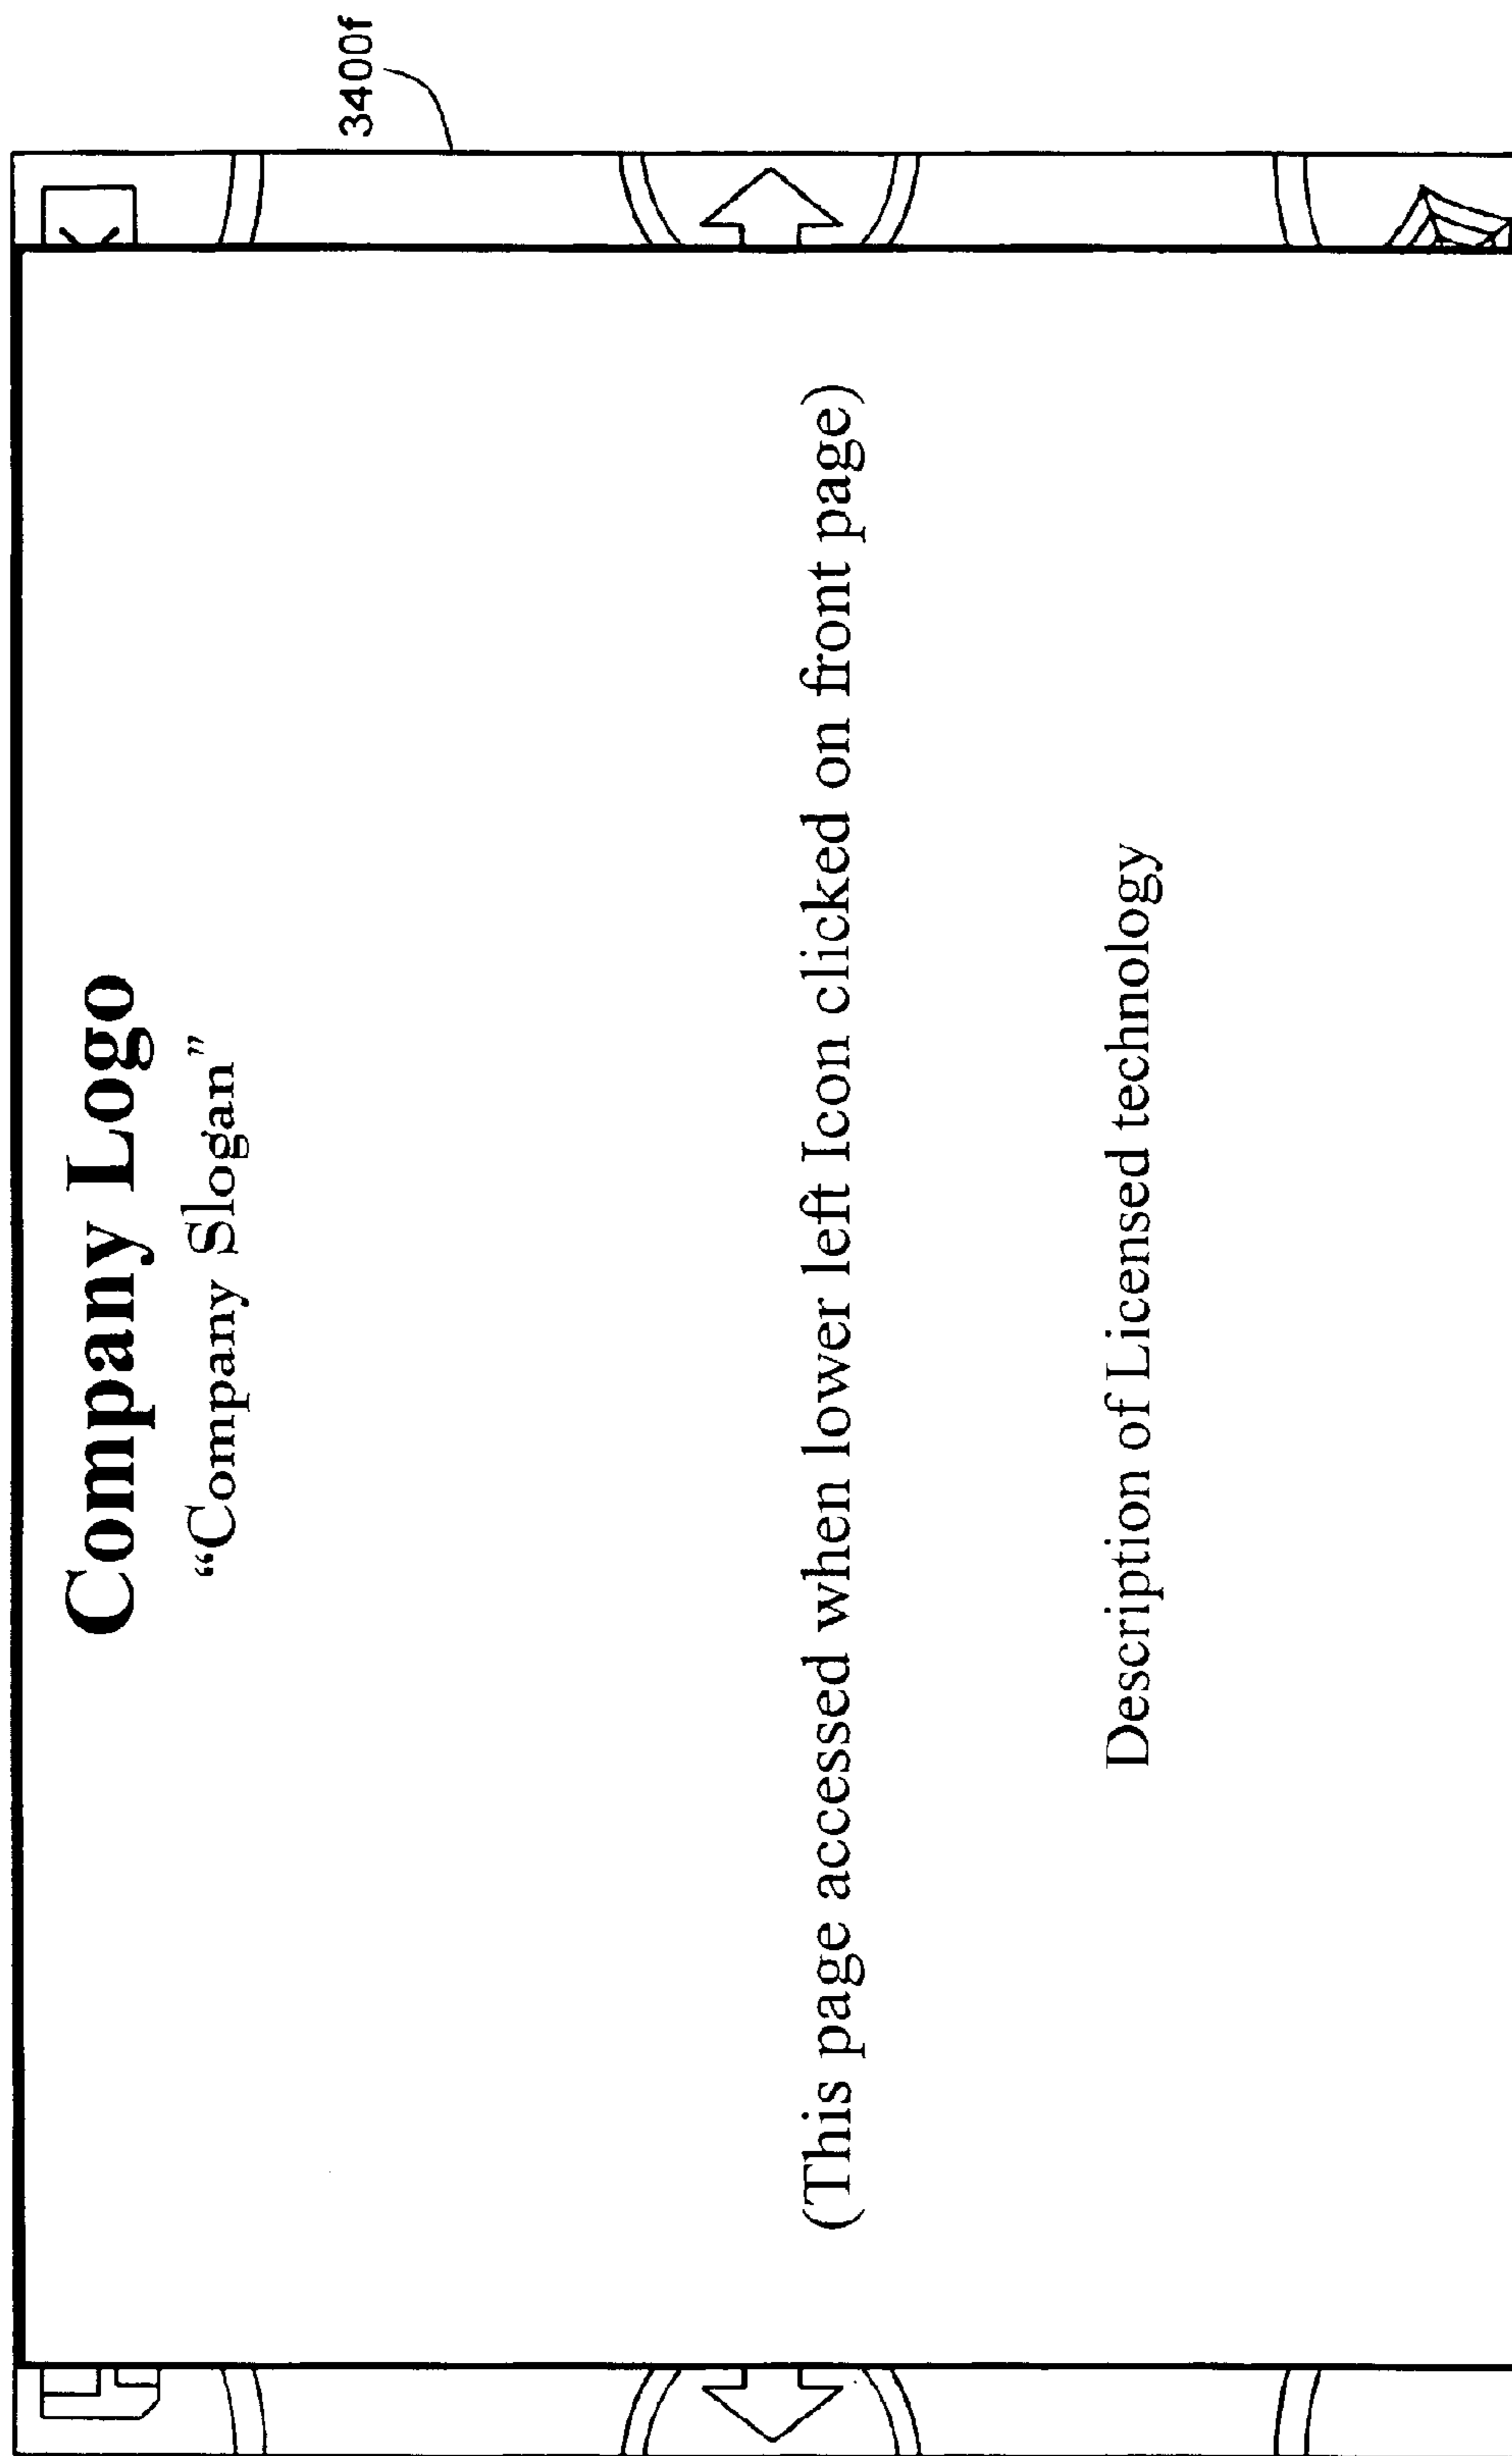 3400f
Company Logo
“Company Slogan”
(This page accessed when lower left Icon clicked on front page)
Description of Licensed technology